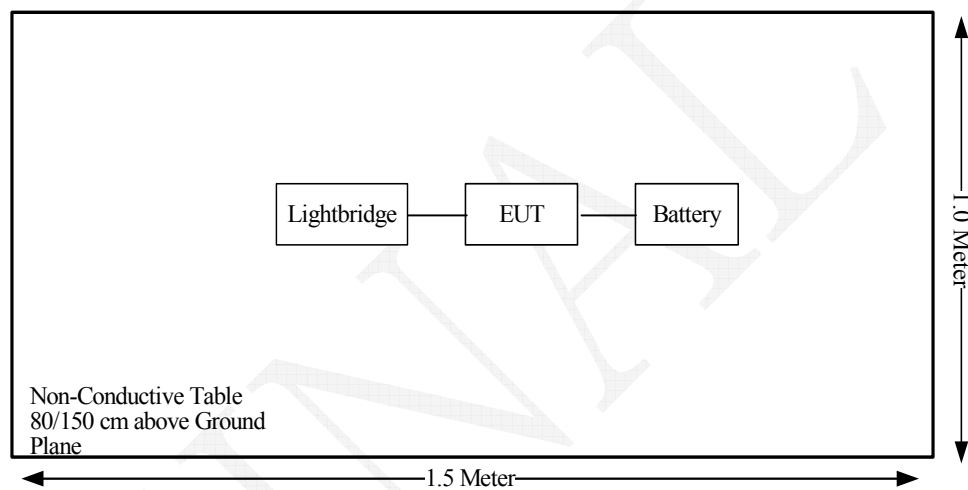 Lightbridge
EUT
Battery
1.0 Meter
Non-Conductive Table
80/150 cm above Ground
Plane
1.5 Meter